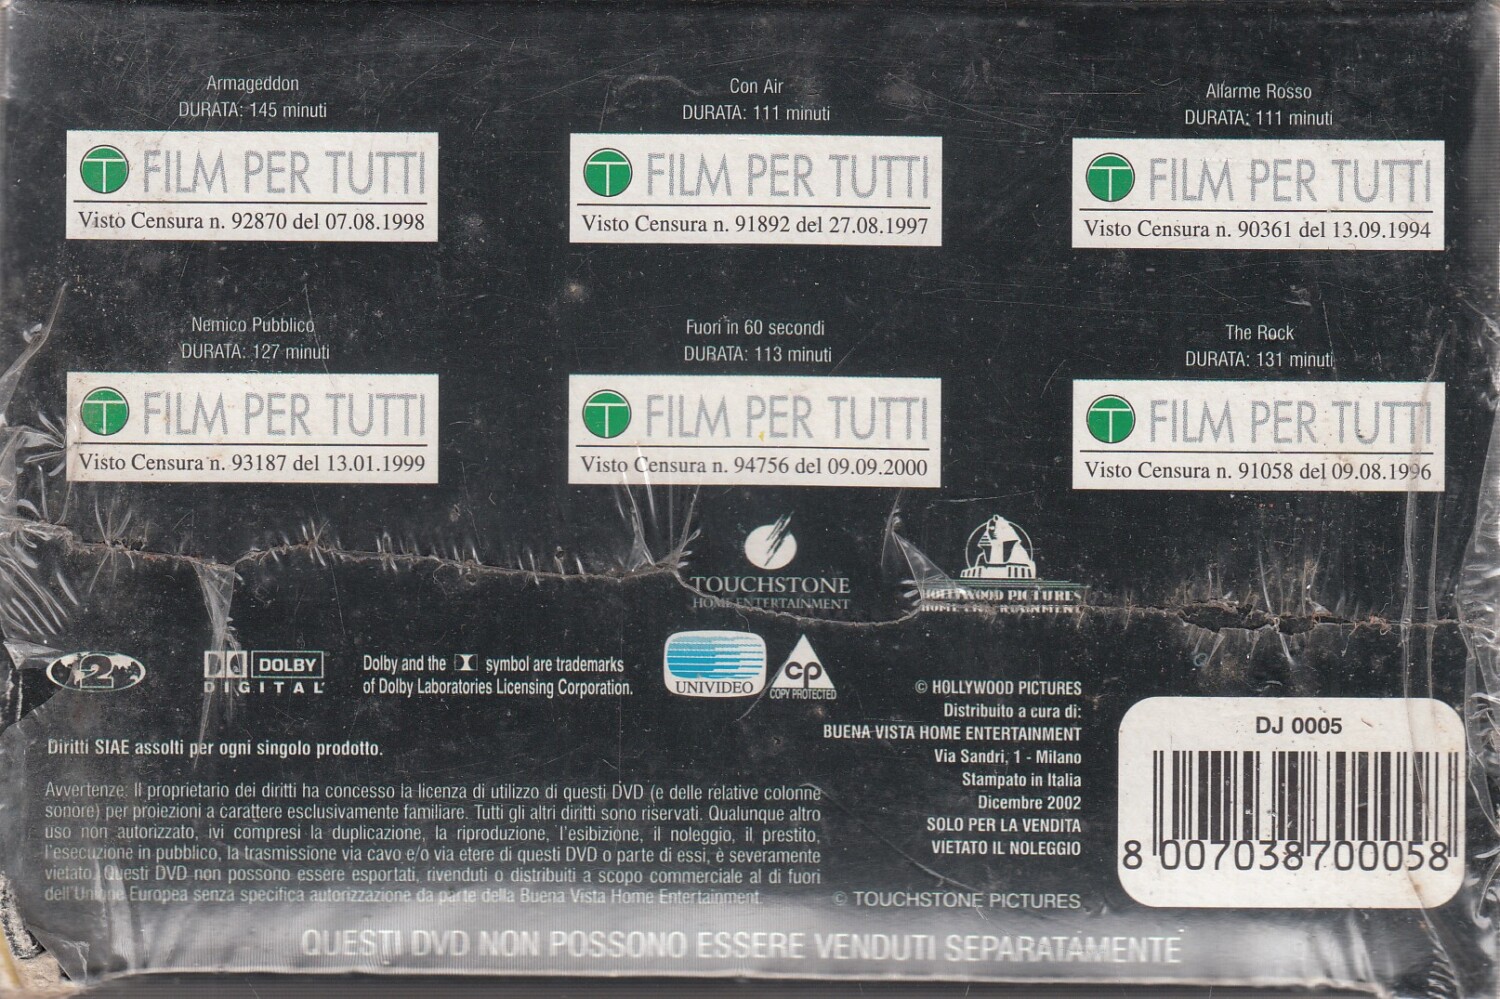 Armageddon
DURATA: 145 minuti
T FILM PER TUTTI
Visto Censura n. 92870 del 07.08.1998
Con Air
DURATA: 111 minuti
T FILM PER TUTTI
Visto Censura n. 91892 del 27.08.1997
Allarme Rosso
DURATA: 111 minuti
T FILM PER TUTTI
Visto Censura n. 90361 del 13.09.1994
Nemico Pubblico
DURATA: 127 minuti
T FILM PER TUTTI
Visto Censura n. 93187 del 13.01.1999
Fuori in 60 secondi
DURATA: 113 minuti
T FILM PER TUTTI
Visto Censura n. 94756 del 09.09.2000
The Rock
DURATA: 131 minuti
T FILM PER TUTTI
Visto Censura n. 91058 del 09.08.1996
TOUCHSTONE
HOME ENTERTAINMENT
HOLLYWOOD PICTURES
HOME ENTERTAINMENT
2
DOLBY
DIGITAL
Dolby and the symbol are trademarks
of Dolby Laboratories Licensing Corporation.
UNIVIDEO
cp
COPY PROTECTED
© HOLLYWOOD PICTURES
Distribuito a cura di:
BUENA VISTA HOME ENTERTAINMENT
Via Sandri, 1 - Milano
Stampato in Italia
Dicembre 2002
SOLO PER LA VENDITA
VIETATO IL NOLEGGIO
© TOUCHSTONE PICTURES
DJ 0005
8 007038 700058
Diritti SIAE assolti per ogni singolo prodotto.
Avvertenze: Il proprietario dei diritti ha concesso la licenza di utilizzo di questi DVD (e delle relative colonne
sonore) per proiezioni a carattere esclusivamente familiare. Tutti gli altri diritti sono riservati. Qualunque altro
uso non autorizzato, ivi compresi la duplicazione, la riproduzione, l'esibizione, il noleggio, il prestito,
l'esecuzione in pubblico, la trasmissione via cavo e/o via etere di questi DVD o parte di essi, è severamente
vietato. Questi DVD non possono essere esportati, rivenduti o distribuiti a scopo commerciale al di fuori
dell'Unione Europea senza specifica autorizzazione da parte della Buena Vista Home Entertainment.
QUESTI DVD NON POSSONO ESSERE VENDUTI SEPARATAMENTE